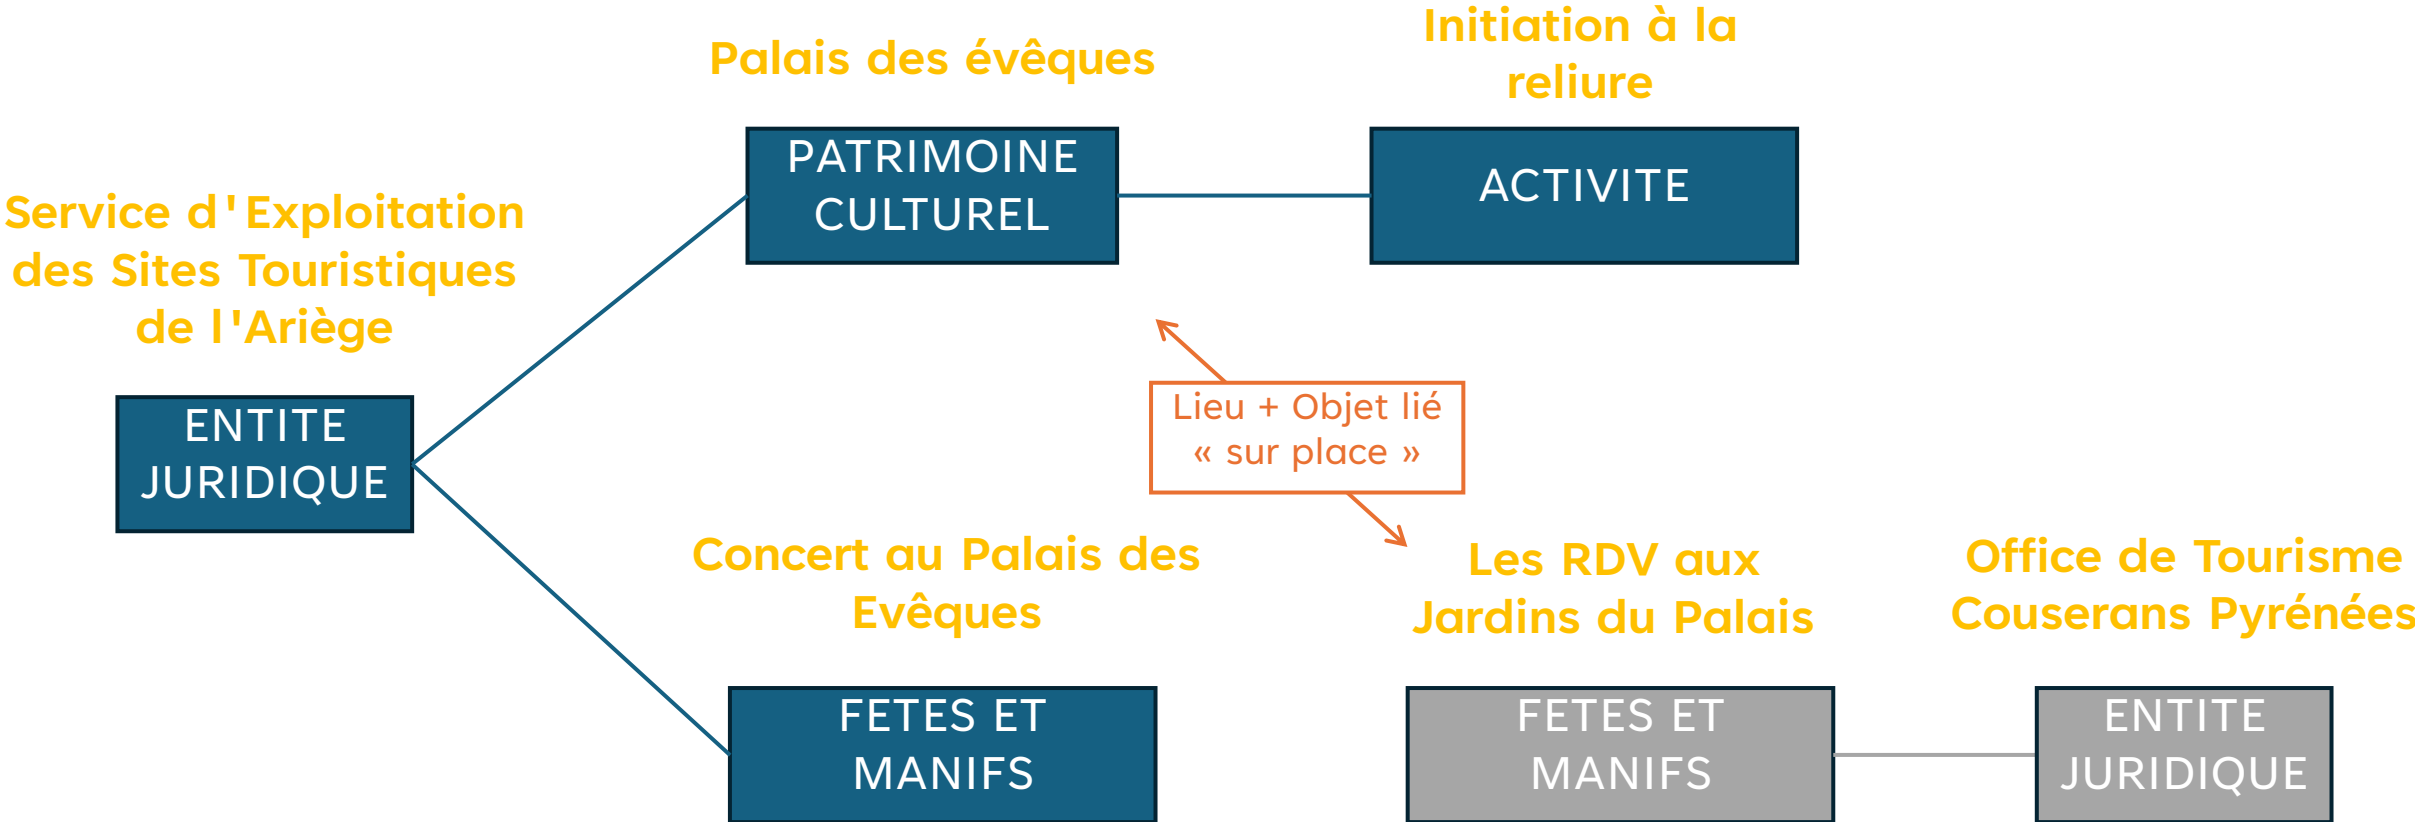 Initiation à la
reliure
Palais des évêques
PATRIMOINE
CULTUREL
ACTIVITE
Service d'Exploitation
des Sites Touristiques
de l'Ariège
ENTITE
JURIDIQUE
Lieu + Objet lié
« sur place »
Concert au Palais des
Evêques
Les RDV aux
Jardins du Palais
Office de Tourisme
Couserans Pyrénées
FETES ET
MANIFS
FETES ET
MANIFS
ENTITE
JURIDIQUE